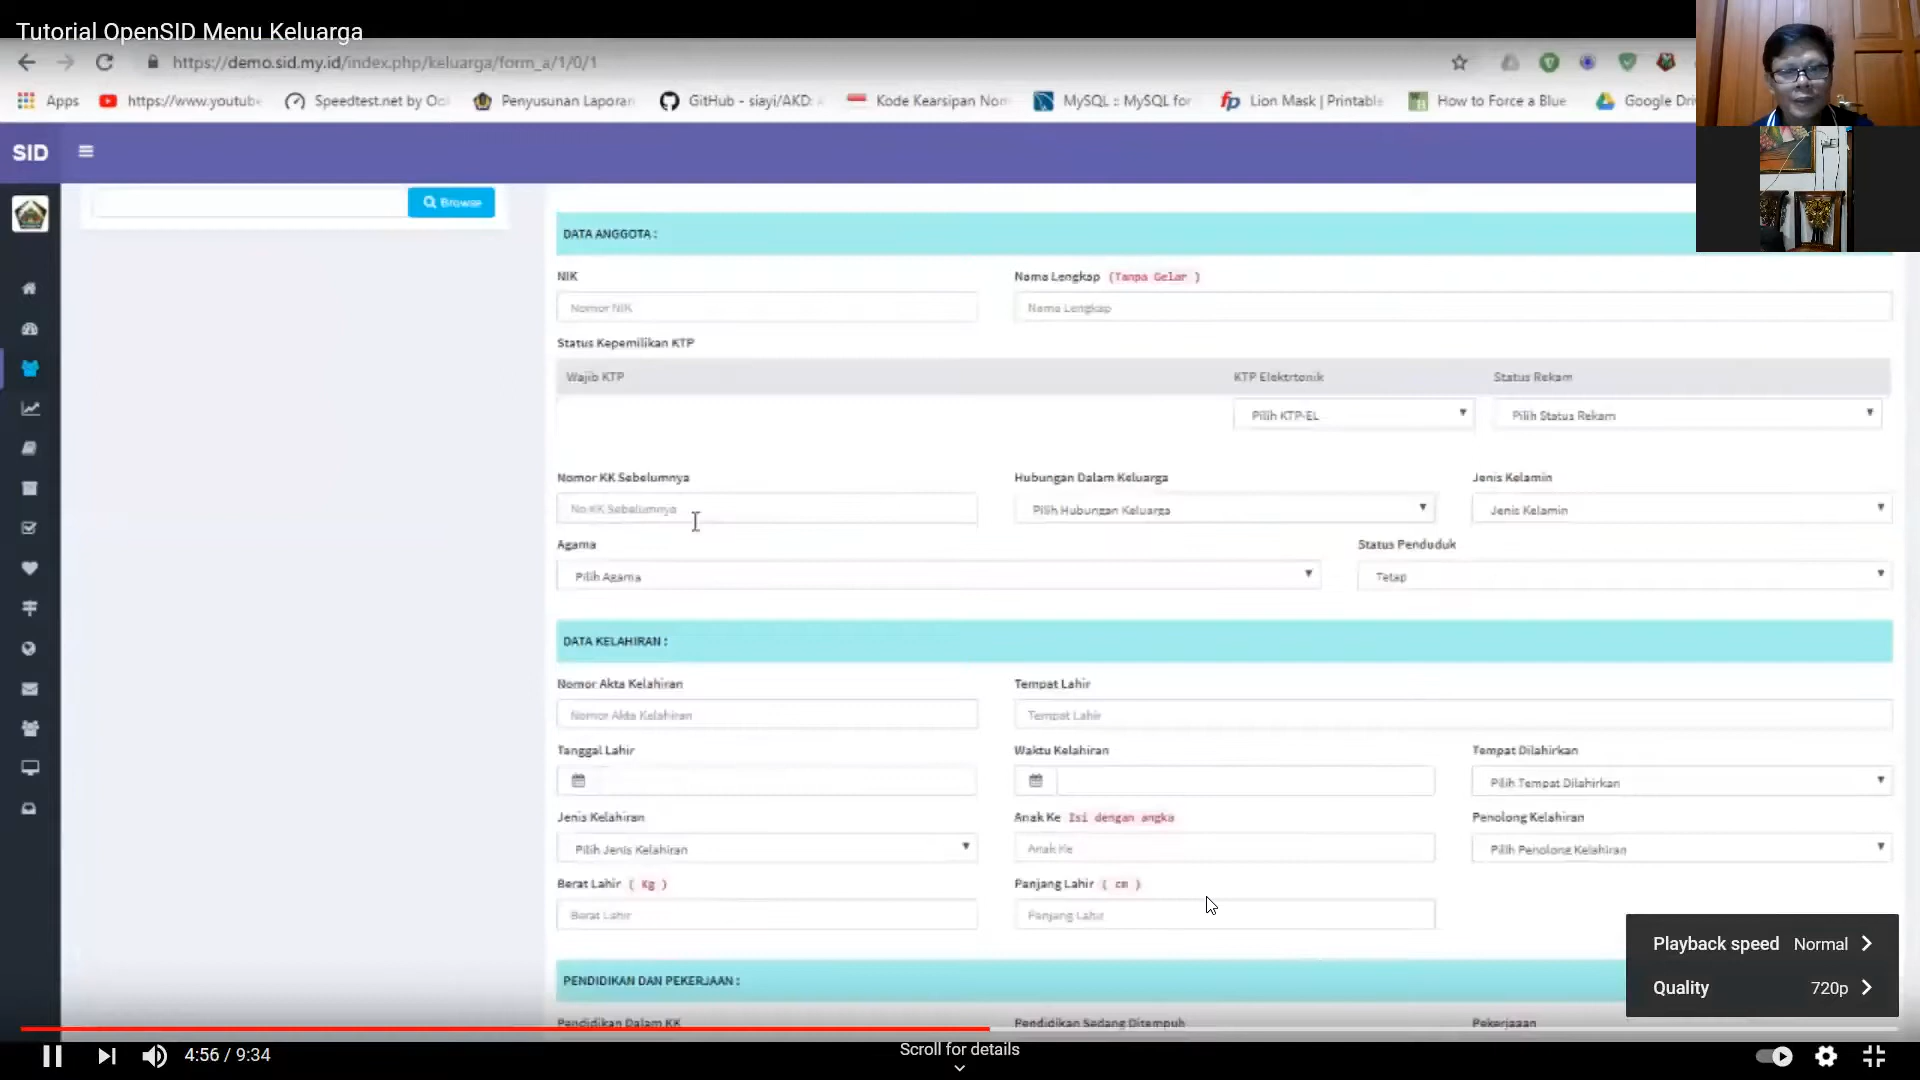 Tutorial OpenSID Menu Keluarga
https://demo.sid.my.id/index.php/keluarga/form_a/1/0/1
Apps https://www.youtub Speedtest.net by Oo Penyusunan Laporan GitHub - siayi/AKD: Kode Kearsipan Nom MySQL :: MySQL for Lion Mask | Printable How to Force a Blue Google Dri
SID
Browse
DATA ANGGOTA :
NIK Nama Lengkap (Tanpa Gelar )
Nomor NIK Nama Lengkap
Status Kepemilikan KTP
Wajib KTP KTP Elektrtonik Status Rekam
Pilih KTP-EL Pilih Status Rekam
Nomor KK Sebelumnya Hubungan Dalam Keluarga Jenis Kelamin
No KK Sebelumnya Pilih Hubungan Keluarga Jenis Kelamin
Agama Status Penduduk
Pilih Agama Tetap
DATA KELAHIRAN :
Nomor Akta Kelahiran Tempat Lahir
Nomor Akta Kelahiran Tempat Lahir
Tanggal Lahir Waktu Kelahiran Tempat Dilahirkan
Pilih Tempat Dilahirkan
Jenis Kelahiran Anak Ke Isi dengan angka Penolong Kelahiran
Pilih Jenis Kelahiran Anak Ke Pilih Penolong Kelahiran
Berat Lahir ( Kg ) Panjang Lahir ( cm )
Berat Lahir Panjang Lahir
Playback speed Normal
PENDIDIKAN DAN PEKERJAAN :
Quality 720p
Pendidikan Dalam KK Pendidikan Sedang Ditempuh Pekerjaaan
4:56 / 9:34
Scroll for details